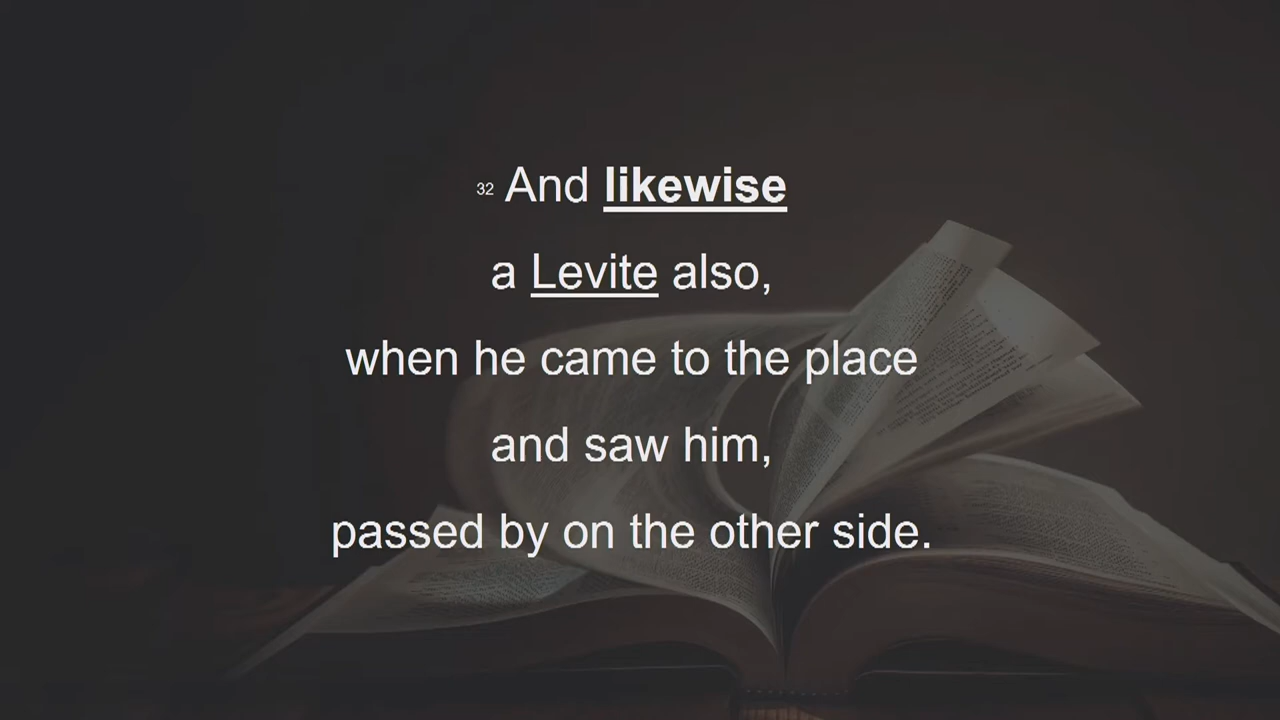 32 And likewise
a Levite also,
when he came to the place
and saw him,
passed by on the other side.